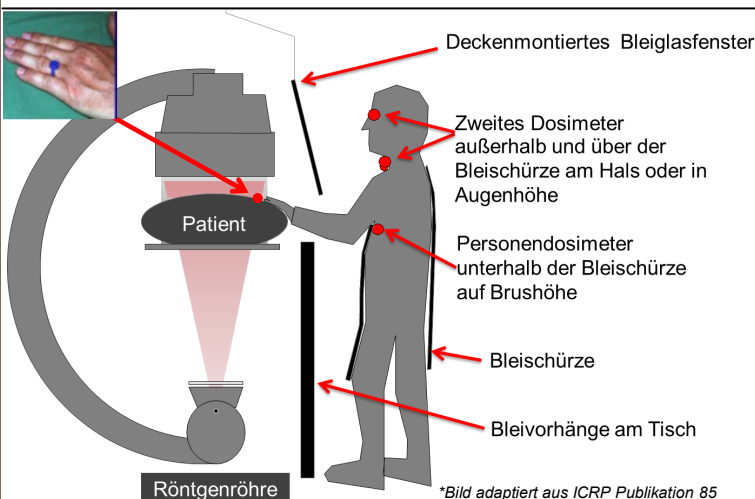 Deckenmontiertes Bleiglasfenster
Zweites Dosimeter
außerhalb und über der
Bleischürze am Hals oder in
Augenhöhe
Patient
Personendosimeter
unterhalb der Bleischürze
auf Brushöhe
Bleischürze
Bleivorhänge am Tisch
Röntgenröhre
*Bild adaptiert aus ICRP Publikation 85